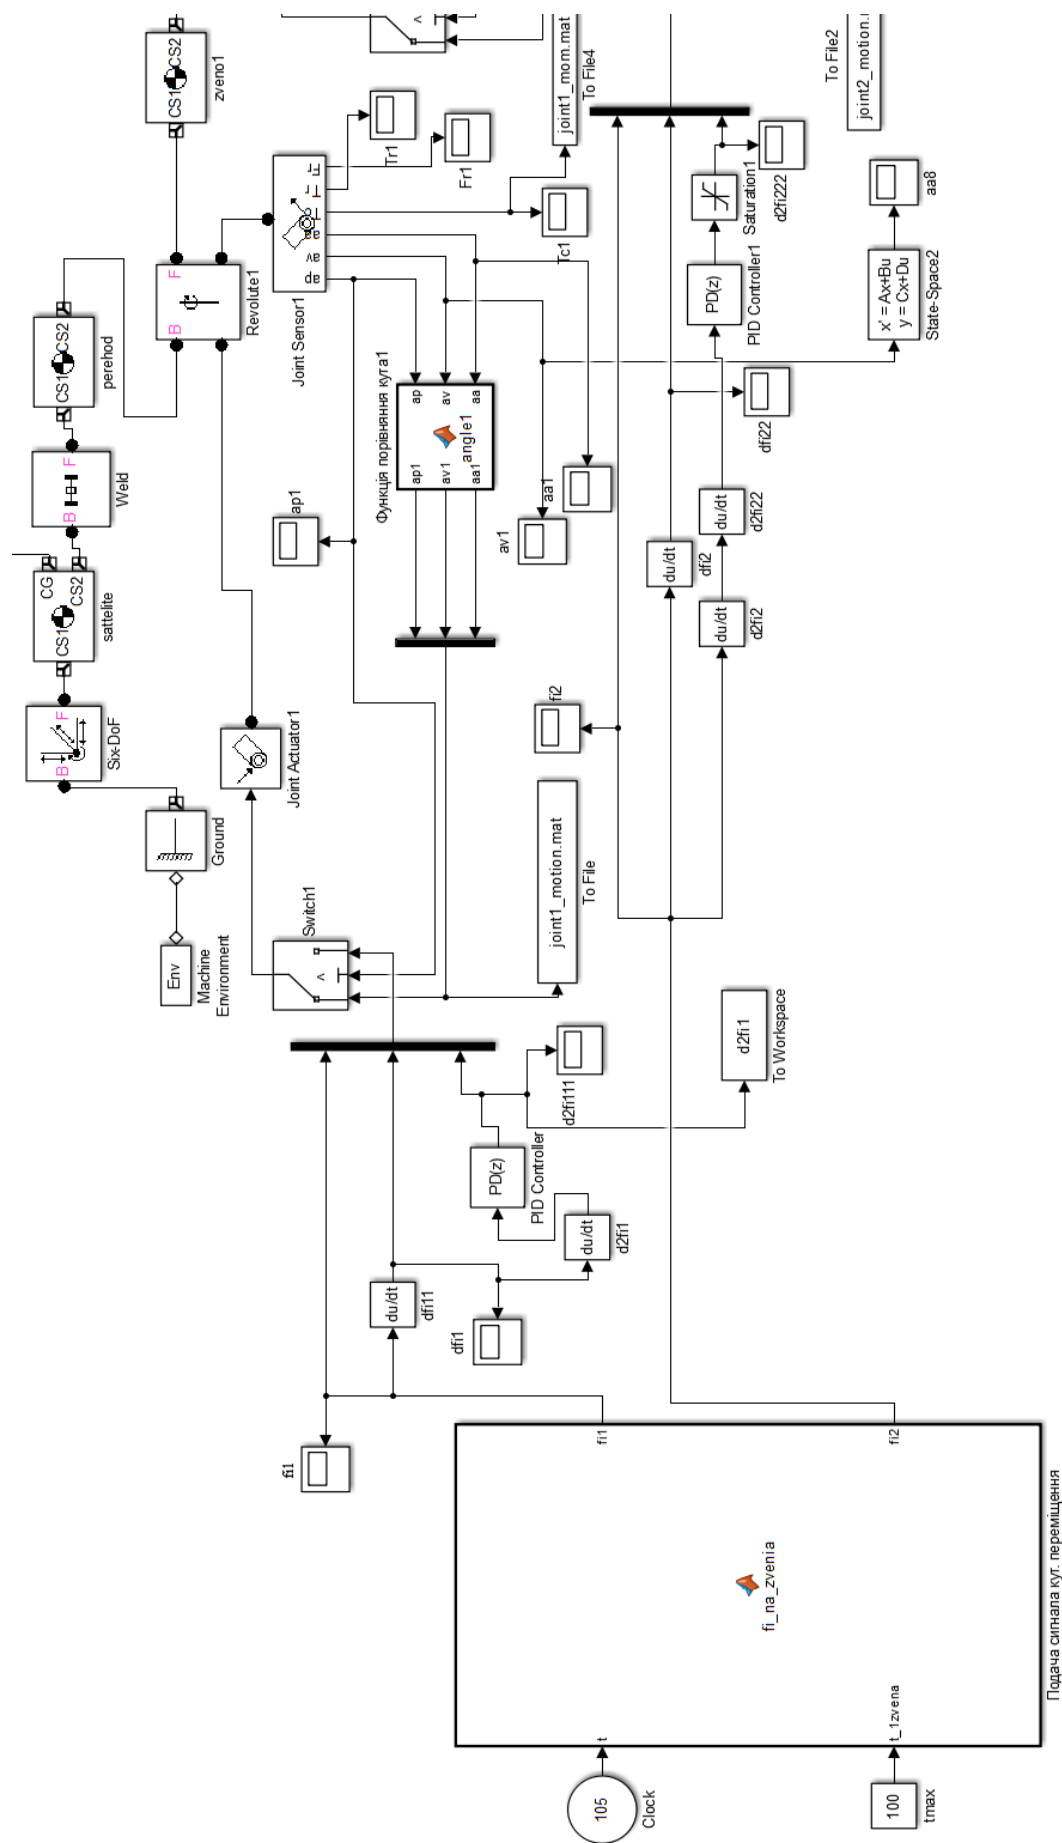 Env
Machine
Environment
Ground
B F
Six-DoF
CS1 CG
CS2
sattelite
B F
Weld
CS1 CS2
perehod
B F
Revolute1
CS1 CS2
zveno1
Joint Actuator1
Switch1
>
ap
av
aa
Joint Sensor1
Tr1
Fr1
Tc1
joint1_mom.mat
To File4
>
ap1
Функція порівняння кута1
ap1 ap
av1 av
aa1 aa
angle1
av1
aa1
fi1
du/dt
dfi11
dfi1
du/dt
d2fi1
PD(z)
PID Controller
d2fi111
joint1_motion.mat
To File
d2fi1
To Workspace
fi2
du/dt
dfi2
du/dt
d2fi2
du/dt
d2fi22
dfi22
PD(z)
PID Controller1
Saturation1
d2fi222
x' = Ax+Bu
y = Cx+Du
State-Space2
aa8
To File2
105
Clock
100
tmax
t
t_1zvena
fi_na_zvenia
fi1
fi2
Подача сигнала кут. переміщення